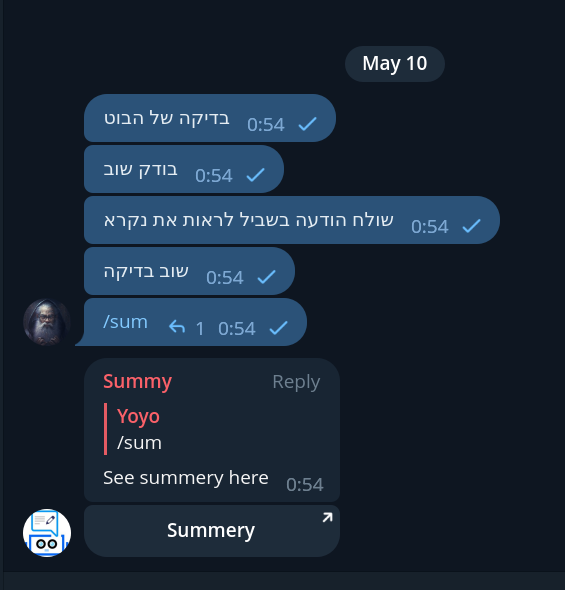 May 10
בדיקה של הבוט 0:54
בודק שוב 0:54
שולח הודעה בשביל לראות את נקרא 0:54
שוב בדיקה 0:54
/sum 1 0:54
Summy Reply
Yoyo
/sum
See summery here 0:54
Summery